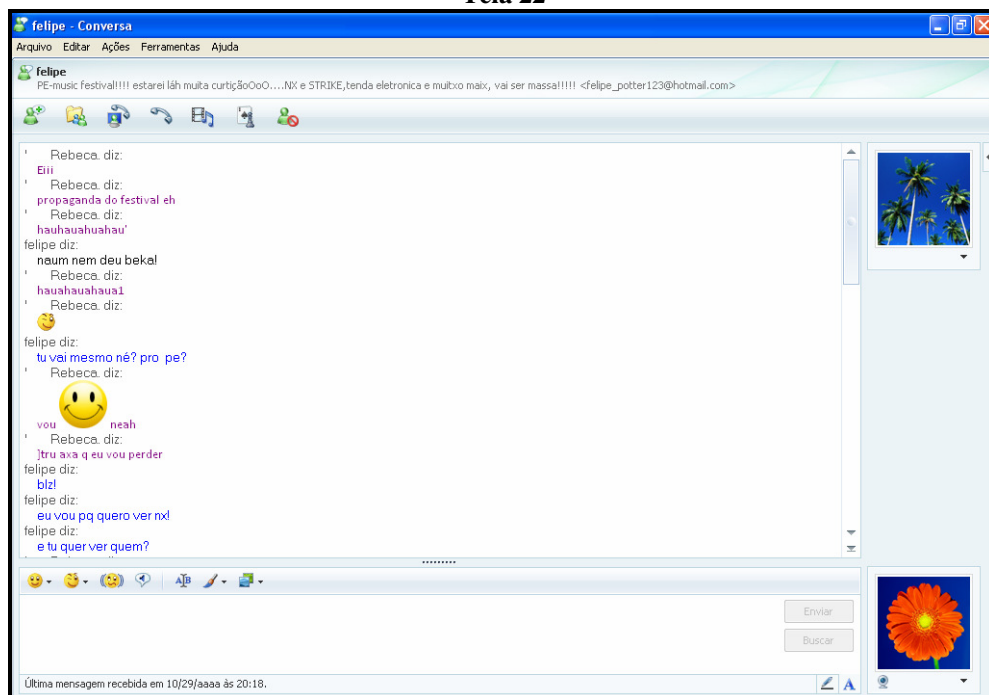 Tela 22
felipe - Conversa
Arquivo Editar Ações Ferramentas Ajuda
felipe
PE-music festival!!!! estarei láh muita curtiçãoOoO....NX e STRIKE,tenda eletronica e muitxo maix, vai ser massa!!!!! <felipe_potter123@hotmail.com>
' Rebeca. diz:
Eiii
' Rebeca. diz:
propaganda do festival eh
' Rebeca. diz:
hauhauahuahau'
felipe diz:
naum nem deu beka!
' Rebeca. diz:
hauahauahaua1
' Rebeca. diz:
felipe diz:
tu vai mesmo né? pro pe?
' Rebeca. diz:
vou neah
' Rebeca. diz:
]tru axa q eu vou perder
felipe diz:
blz!
felipe diz:
eu vou pq quero ver nx!
felipe diz:
e tu quer ver quem?
Enviar
Buscar
Última mensagem recebida em 10/29/aaaa às 20:18.